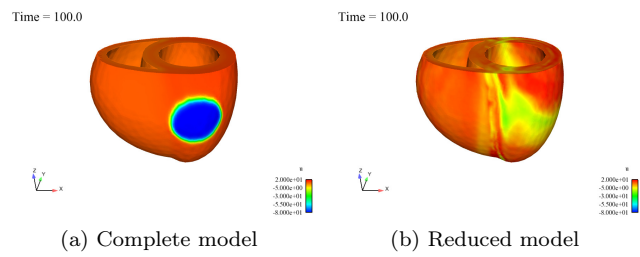 Time = 100.0
Z
Y
X
u
2.000e+01
-5.000e+00
-3.000e+01
-5.500e+01
-8.000e+01
(a) Complete model
Time = 100.0
Z
Y
X
u
2.000e+01
-5.000e+00
-3.000e+01
-5.500e+01
-8.000e+01
(b) Reduced model